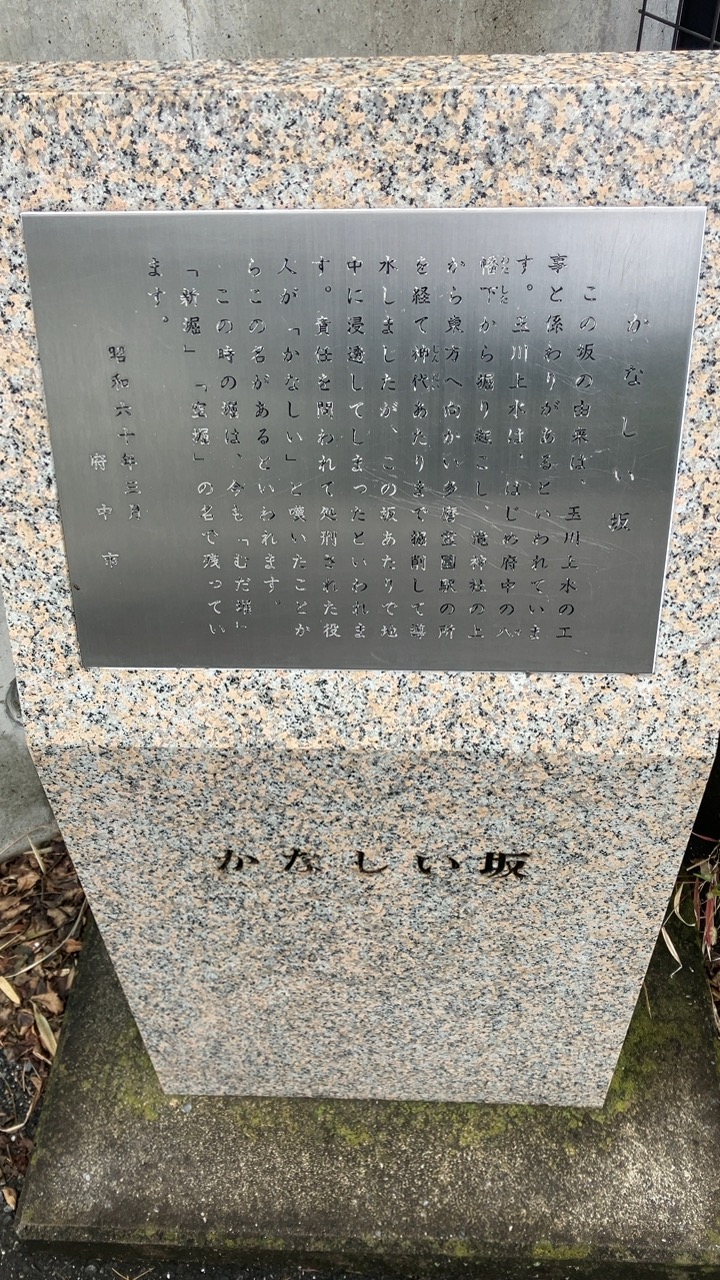 かなしい坂
この坂の由来は、玉川上水の工
事と係わりがあるといわれていま
す。玉川上水は、はじめ府中の八
幡下から掘り起こし、滝神社の上
から東方へ向かい多磨霊園駅の所
を経て神代あたりまで掘削して導
水しましたが、この坂あたりで地
中に浸透してしまったといわれま
す。責任を問われて処刑された役
人が「かなしい」と嘆いたことか
らこの名があるといわれます。
この時の堀は、今も「むだ堀」
「新堀」「空堀」の名で残ってい
ます。
昭和六十年三月
府中市
かなしい坂